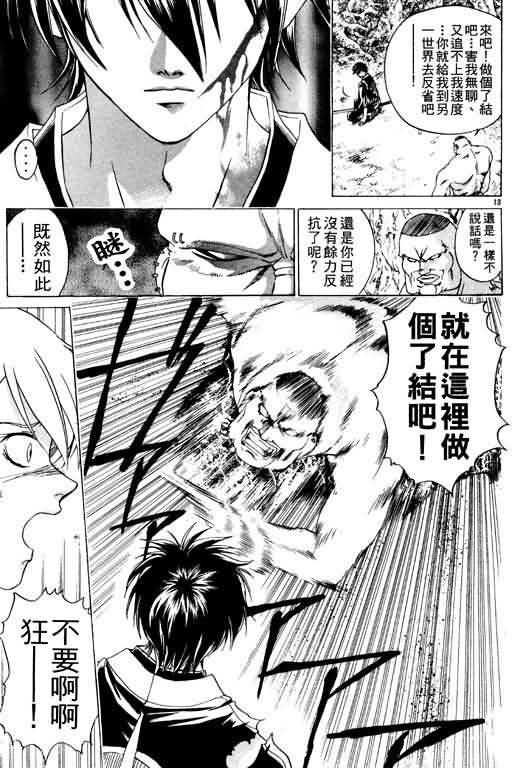 來吧！做個了結
吧…害我無聊、
又追不上我速度
…你就給我到另
一世界去反省吧
…
13
還是一樣不
說話嗎？
還是你已經
沒有餘力反
抗了呢？
瞇…
既然如此
——
就在這裡做
個了結吧！
不要啊啊
狂——！